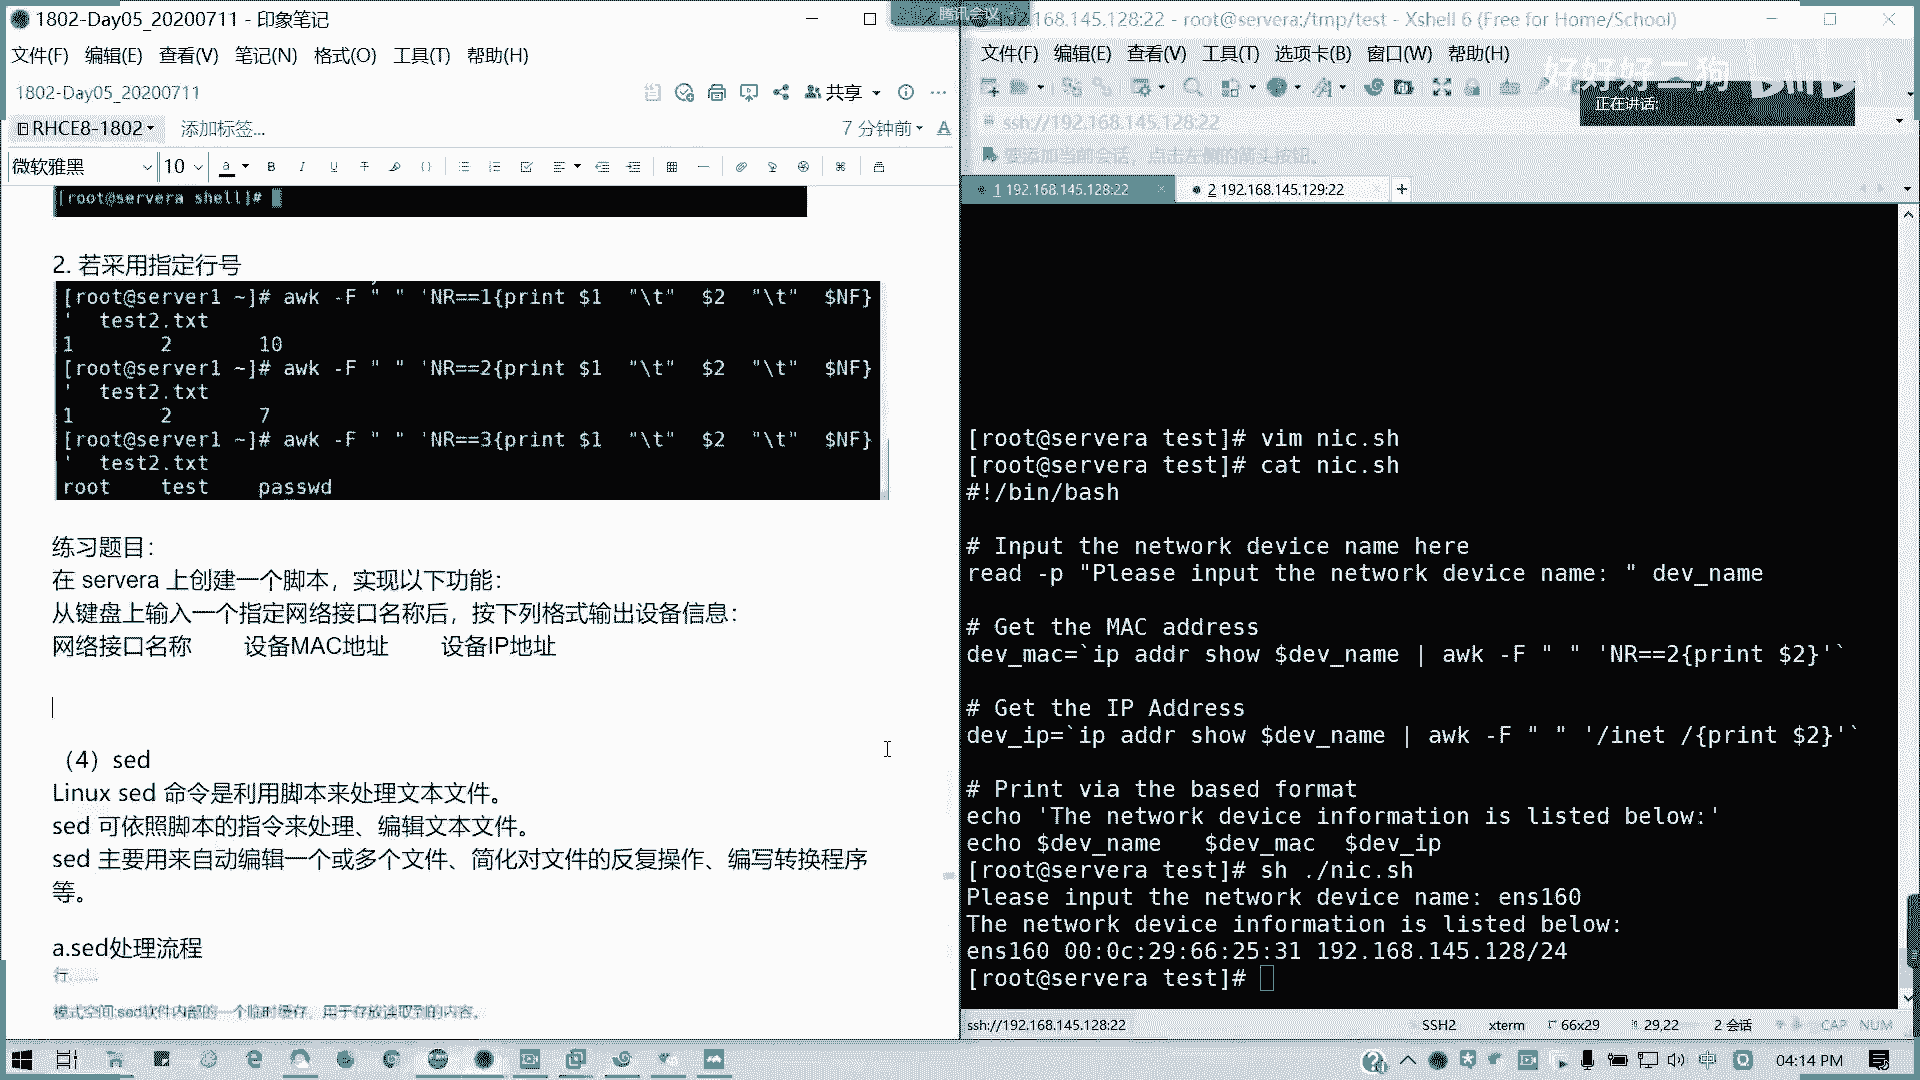 1802-Day05_20200711 - 印象笔记
文件(F) 编辑(E) 查看(V) 笔记(N) 格式(O) 工具(T) 帮助(H)
1802-Day05_20200711
共享
RHCE8-1802
添加标签...
7 分钟前
微软雅黑 10
[root@servera shell]#
2. 若采用指定行号
[root@server1 ~]# awk -F " " 'NR==1{print $1 "\t" $2 "\t" $NF}
' test2.txt
1 2 10
[root@server1 ~]# awk -F " " 'NR==2{print $1 "\t" $2 "\t" $NF}
' test2.txt
1 2 7
[root@server1 ~]# awk -F " " 'NR==3{print $1 "\t" $2 "\t" $NF}
' test2.txt
root test passwd
练习题目：
在 servera 上创建一个脚本，实现以下功能：
从键盘上输入一个指定网络接口名称后，按下列格式输出设备信息：
网络接口名称 设备MAC地址 设备IP地址
（4）sed
Linux sed 命令是利用脚本来处理文本文件。
sed 可依照脚本的指令来处理、编辑文本文件。
sed 主要用来自动编辑一个或多个文件、简化对文件的反复操作、编写转换程序
等。
a.sed处理流程
行......
模式空间:sed软件内部的一个临时缓存，用于存放读取到的内容。
腾讯会议
192.168.145.128:22 - root@servera:/tmp/test - Xshell 6 (Free for Home/School)
文件(F) 编辑(E) 查看(V) 工具(T) 选项卡(B) 窗口(W) 帮助(H)
好好好二狗
bilibili
正在讲话:
ssh://192.168.145.128:22
要添加当前会话，点击左侧的箭头按钮。
1 192.168.145.128:22
2 192.168.145.129:22
[root@servera test]# vim nic.sh
[root@servera test]# cat nic.sh
#!/bin/bash
# Input the network device name here
read -p "Please input the network device name: " dev_name
# Get the MAC address
dev_mac=`ip addr show $dev_name | awk -F " " 'NR==2{print $2}'`
# Get the IP Address
dev_ip=`ip addr show $dev_name | awk -F " " '/inet /{print $2}'`
# Print via the based format
echo 'The network device information is listed below:'
echo $dev_name $dev_mac $dev_ip
[root@servera test]# sh ./nic.sh
Please input the network device name: ens160
The network device information is listed below:
ens160 00:0c:29:66:25:31 192.168.145.128/24
[root@servera test]#
ssh://192.168.145.128:22 SSH2 xterm 66x29 29,22 2 会话 CAP NUM
中
04:14 PM